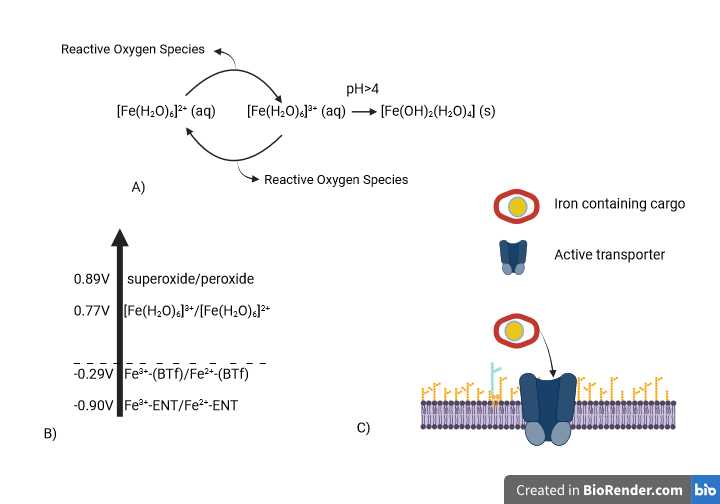 Reactive Oxygen Species
pH>4
[Fe(H₂O)₆]²⁺ (aq) [Fe(H₂O)₆]³⁺ (aq) [Fe(OH)₂(H₂O)₄] (s)
Reactive Oxygen Species
A)
Iron containing cargo
Active transporter
0.89V superoxide/peroxide
0.77V [Fe(H₂O)₆]³⁺/[Fe(H₂O)₆]²⁺
-0.29V Fe³⁺-(BTf)/Fe²⁺-(BTf)
-0.90V Fe³⁺-ENT/Fe²⁺-ENT
B)
C)
Created in BioRender.com bio